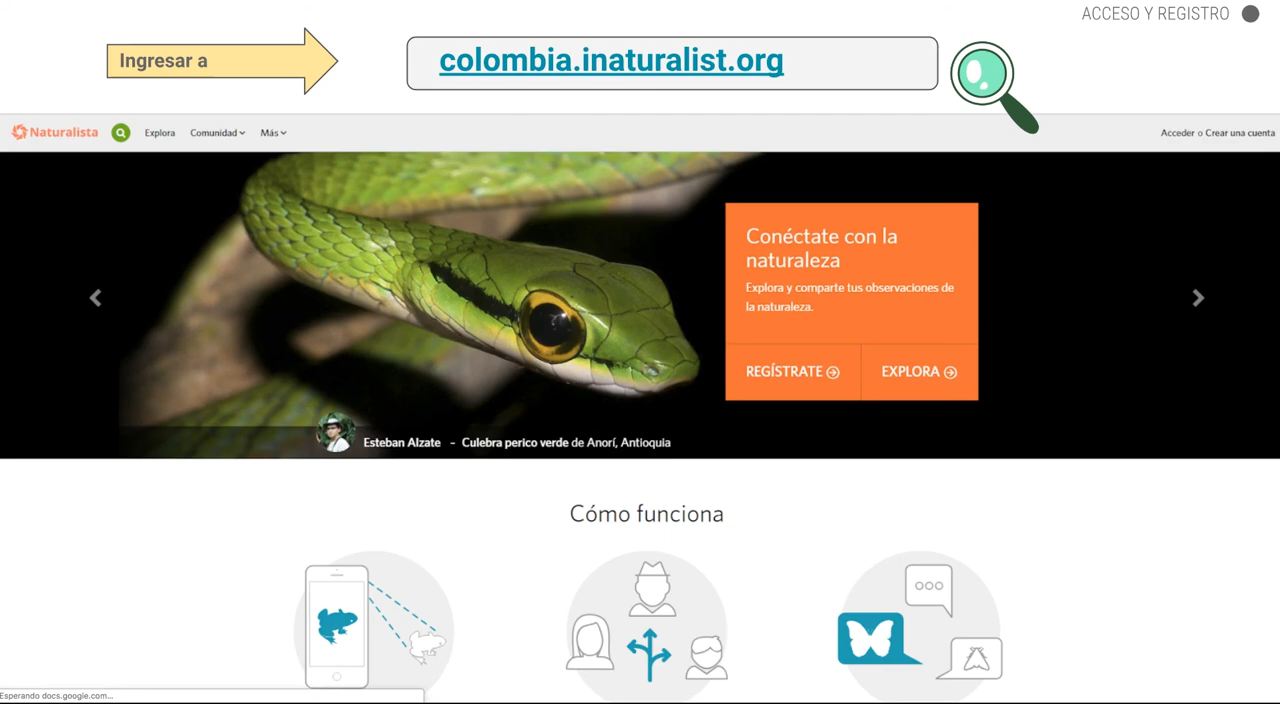 ACCESO Y REGISTRO
Ingresar a
colombia.inaturalist.org
Naturalista
Explora
Comunidad
Más
Acceder o Crear una cuenta
Conéctate con la
naturaleza
Explora y comparte tus observaciones de
la naturaleza.
REGÍSTRATE
EXPLORA
Esteban Alzate - Culebra perico verde de Anorí, Antioquia
Cómo funciona
Esperando docs.google.com...